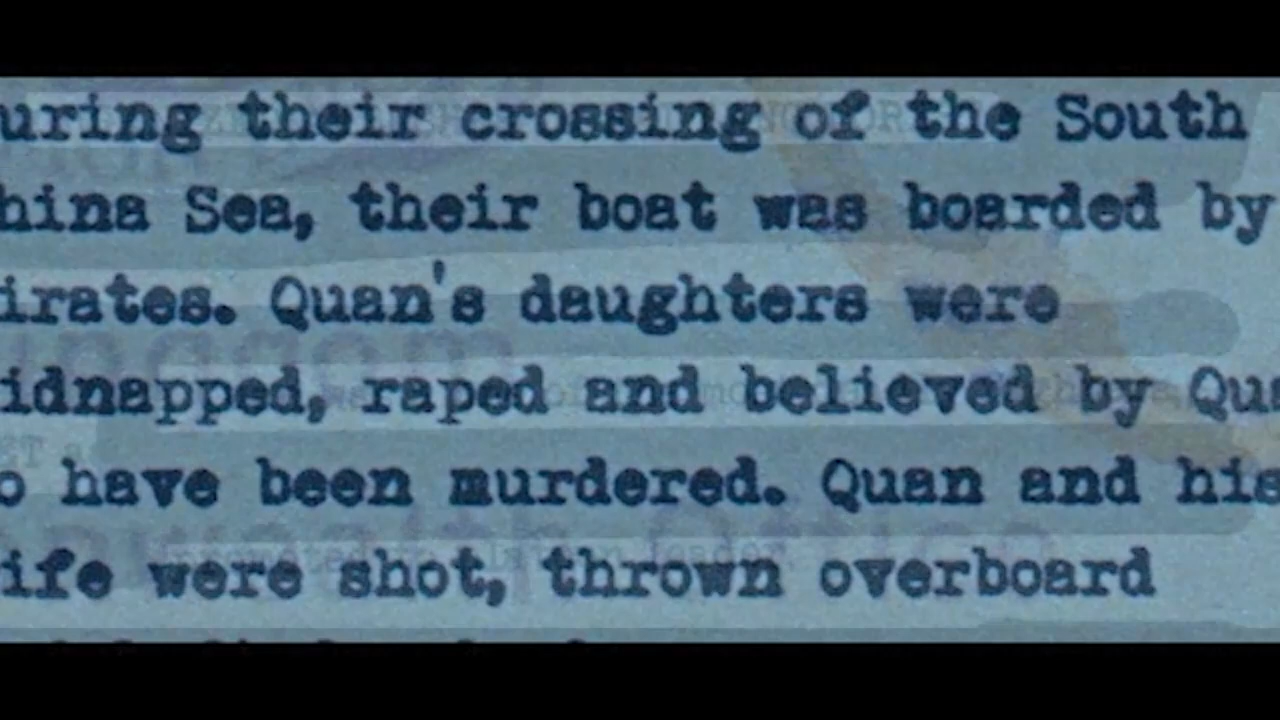 uring their crossing of the South
hina Sea, their boat was boarded by
irates. Quan's daughters were
idnapped, raped and believed by Qua
o have been murdered. Quan and his
ife were shot, thrown overboard